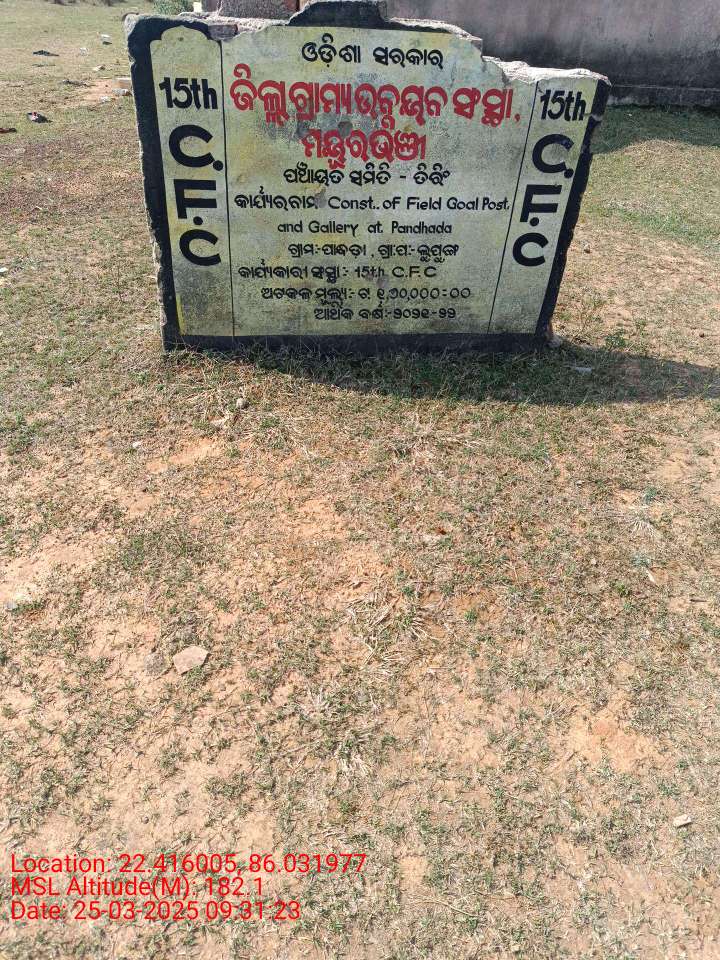 ଓଡ଼ିଶା ସରକାର
ଜିଲ୍ଲା ଗ୍ରାମ୍ୟ ଉନ୍ନୟନ ସଂସ୍ଥା,
ମୟୂରଭଞ୍ଜ
ପଞ୍ଚାୟତ ସମିତି - ତିରିଂ
କାର୍ଯ୍ୟର ନାମ Const.. of Field Goal Post
and Gallery at Pandhada
ଗ୍ରାମ:- ପାନ୍ଧଡ଼ା, ଗ୍ରା.ପ:-
କାର୍ଯ୍ୟକାରୀ ସଂସ୍ଥା:- 15th C.F.C
ଅଟକଳ ମୂଲ୍ୟ:- ଟ ୧,୬୦,୦୦୦=୦୦
ଆର୍ଥିକ ବର୍ଷ:-୨୦୨୧-୨୨
15th
C.F.C
15th
C.F.C
Location: 22.416005, 86.031977
MSL Altitude(M): 182.1
Date: 25-03-2025 09:31:23